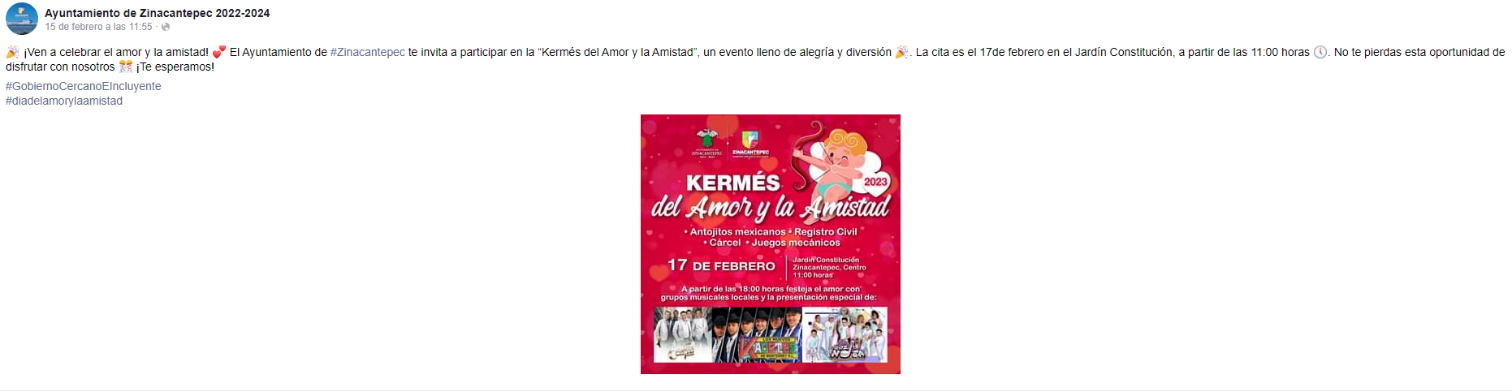 Ayuntamiento de Zinacantepec 2022-2024
15 de febrero a las 11:55 ·
🎉 ¡Ven a celebrar el amor y la amistad! 💕 El Ayuntamiento de #Zinacantepec te invita a participar en la “Kermés del Amor y la Amistad”, un evento lleno de alegría y diversión 🎉. La cita es el 17de febrero en el Jardín Constitución, a partir de las 11:00 horas 🕔. No te pierdas esta oportunidad de
disfrutar con nosotros 🎊 ¡Te esperamos!
#GobiernoCercanoEIncluyente
#diadelamorylaamistad
ZINACANTEPEC
ZINACANTEPEC
2023
KERMÉS
del Amor y la Amistad
• Antojitos mexicanos • Registro Civil
• Cárcel • Juegos mecánicos
17 DE FEBRERO
Jardín Constitución
Zinacantepec, Centro
11:00 horas
A partir de las 18:00 horas festeja el amor con
grupos musicales locales y la presentación especial de: